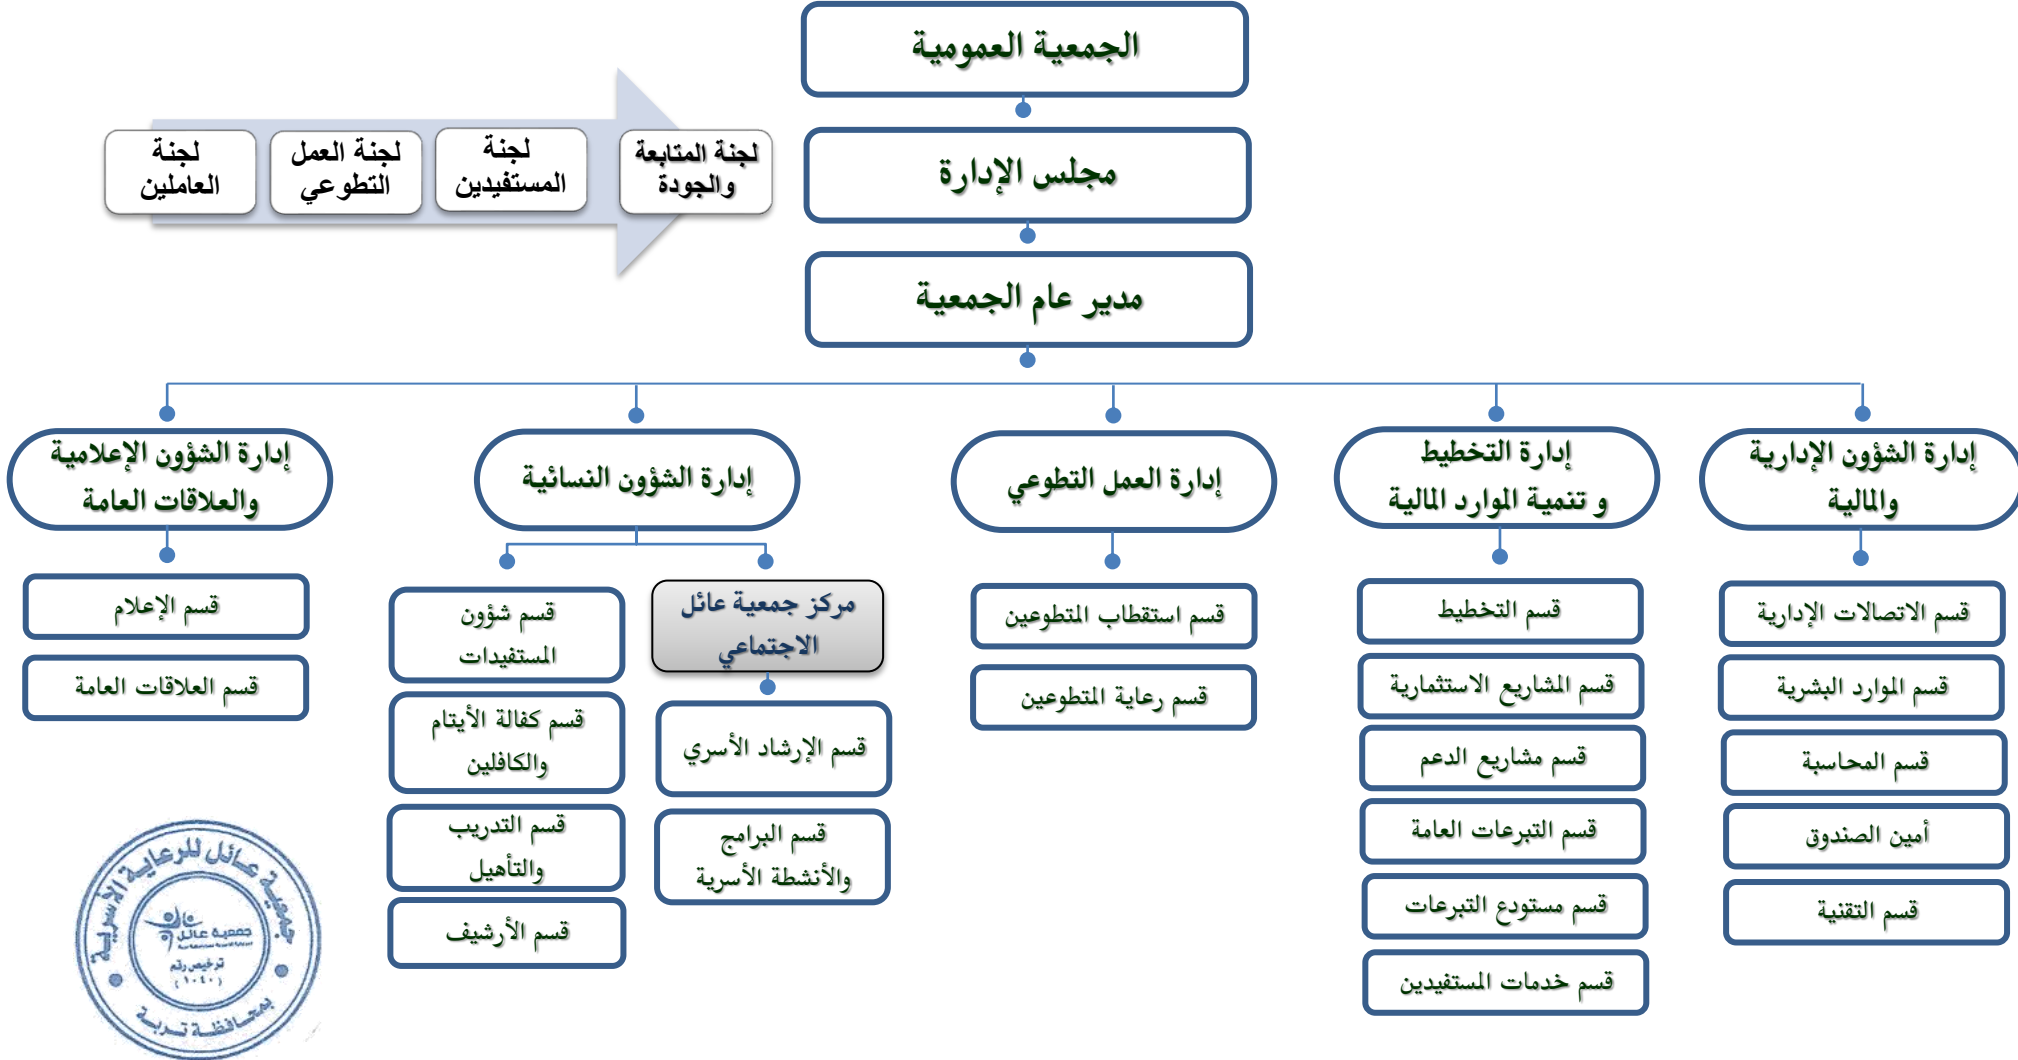 الجمعية العمومية
مجلس الإدارة
مدير عام الجمعية
لجنة المتابعة
والجودة
لجنة
المستفيدين
لجنة العمل
التطوعي
لجنة
العاملين
إدارة الشؤون الإدارية
والمالية
قسم الاتصالات الإدارية
قسم الموارد البشرية
قسم المحاسبة
أمين الصندوق
قسم التقنية
إدارة التخطيط
و تنمية الموارد المالية
قسم التخطيط
قسم المشاريع الاستثمارية
قسم مشاريع الدعم
قسم التبرعات العامة
قسم مستودع التبرعات
قسم خدمات المستفيدين
إدارة العمل التطوعي
قسم استقطاب المتطوعين
قسم رعاية المتطوعين
إدارة الشؤون النسائية
مركز جمعية عائل
الاجتماعي
قسم الإرشاد الأسري
قسم البرامج
والأنشطة الأسرية
قسم شؤون
المستفيدات
قسم كفالة الأيتام
والكافلين
قسم التدريب
والتأهيل
قسم الأرشيف
إدارة الشؤون الإعلامية
والعلاقات العامة
قسم الإعلام
قسم العلاقات العامة
جمعية عائل للرعاية الأسرية
جمعية عائل
ترخيص رقم
(١٠٤٠)
بمحافظة تربة